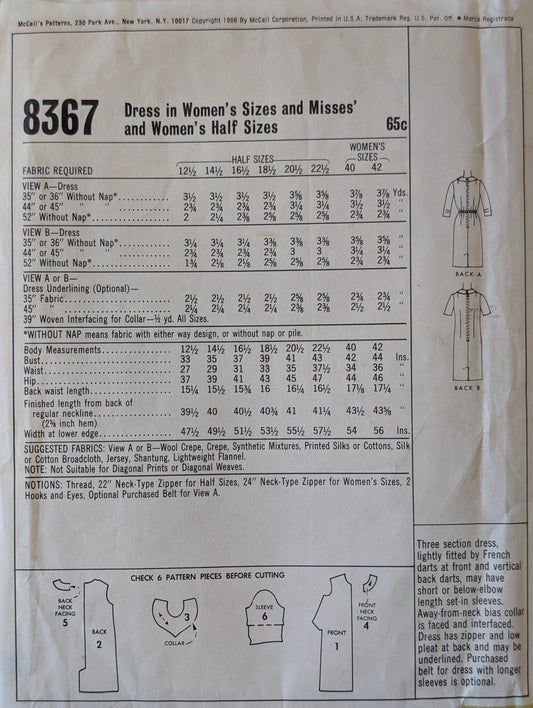 McCall's Patterns, 230 Park Ave., New York, N.Y. 10017 Copyright 1966 By McCall Corporation, Printed in U.S.A. Trademark Reg. U.S. Pat. Off. ■ Marca Registrada
8367 Dress in Women's Sizes and Misses' 65c
and Women's Half Sizes
HALF SIZES WOMEN'S SIZES
FABRIC REQUIRED 12½ 14½ 16½ 18½ 20½ 22½ 40 42
VIEW A—Dress
35" or 36" Without Nap* 3½ 3½ 3½ 3½ 3⅝ 3⅝ 3⅞ 3⅞ Yds.
44" or 45" " " 2¾ 2¾ 2¾ 2¾ 3¼ 3¼ 3½ 3½ "
52" Without Nap* 2 2¼ 2⅜ 2⅝ 2⅝ 2⅝ 2¾ 2¾ "
VIEW B—Dress
35" or 36" Without Nap* 3¼ 3¼ 3¼ 3⅜ 3⅜ 3⅜ 3⅝ 3⅝ "
44" or 45" " " 2¾ 2¾ 2¾ 2¾ 3 3 3¼ 3¼ "
52" Without Nap* 1¾ 2⅛ 2⅛ 2⅝ 2⅝ 2⅝ 2¾ 2¾ "
VIEW A or B—
Dress Underlining (Optional)—
35" Fabric 2½ 2½ 2½ 2½ 2⅝ 2⅝ 2¾ 2¾ "
45" " 2¼ 2¼ 2¼ 2¼ 2⅜ 2⅜ 2½ 2½ "
39" Woven Interfacing for Collar—½ yd. All Sizes.
*WITHOUT NAP means fabric with either way design, or without nap or pile.
Body Measurements 12½ 14½ 16½ 18½ 20½ 22½ 40 42
Bust 33 35 37 39 41 43 42 44 Ins.
Waist 27 29 31 33 35 37½ 34 36 "
Hip 37 39 41 43 45 47 44 46 "
Back waist length 15¼ 15½ 15¾ 16 16¼ 16½ 17⅛ 17¼ "
Finished length from back of
regular neckline 39½ 40 40½ 40¾ 41 41¼ 43½ 43⅝ "
(2⅝ inch hem)
Width at lower edge 47½ 49½ 51½ 53½ 55½ 57½ 54 56 Ins.
SUGGESTED FABRICS: View A or B—Wool Crepe, Crepe, Synthetic Mixtures, Printed Silks or Cottons, Silk
or Cotton Broadcloth, Jersey, Shantung, Lightweight Flannel.
NOTE: Not Suitable for Diagonal Prints or Diagonal Weaves.
NOTIONS: Thread, 22" Neck-Type Zipper for Half Sizes, 24" Neck-Type Zipper for Women's Sizes, 2
Hooks and Eyes, Optional Purchased Belt for View A.
BACK A
BACK B
CHECK 6 PATTERN PIECES BEFORE CUTTING
BACK
NECK
FACING
5
BACK
2
3
COLLAR
SLEEVE
6
FRONT
1
FRONT
NECK
FACING
4
Three section dress,
lightly fitted by French
darts at front and vertical
back darts, may have
short or below-elbow
length set-in sleeves.
Away-from-neck bias collar
is faced and interfaced.
Dress has zipper and low
pleat at back and may be
underlined. Purchased
belt for dress with longer
sleeves is optional.